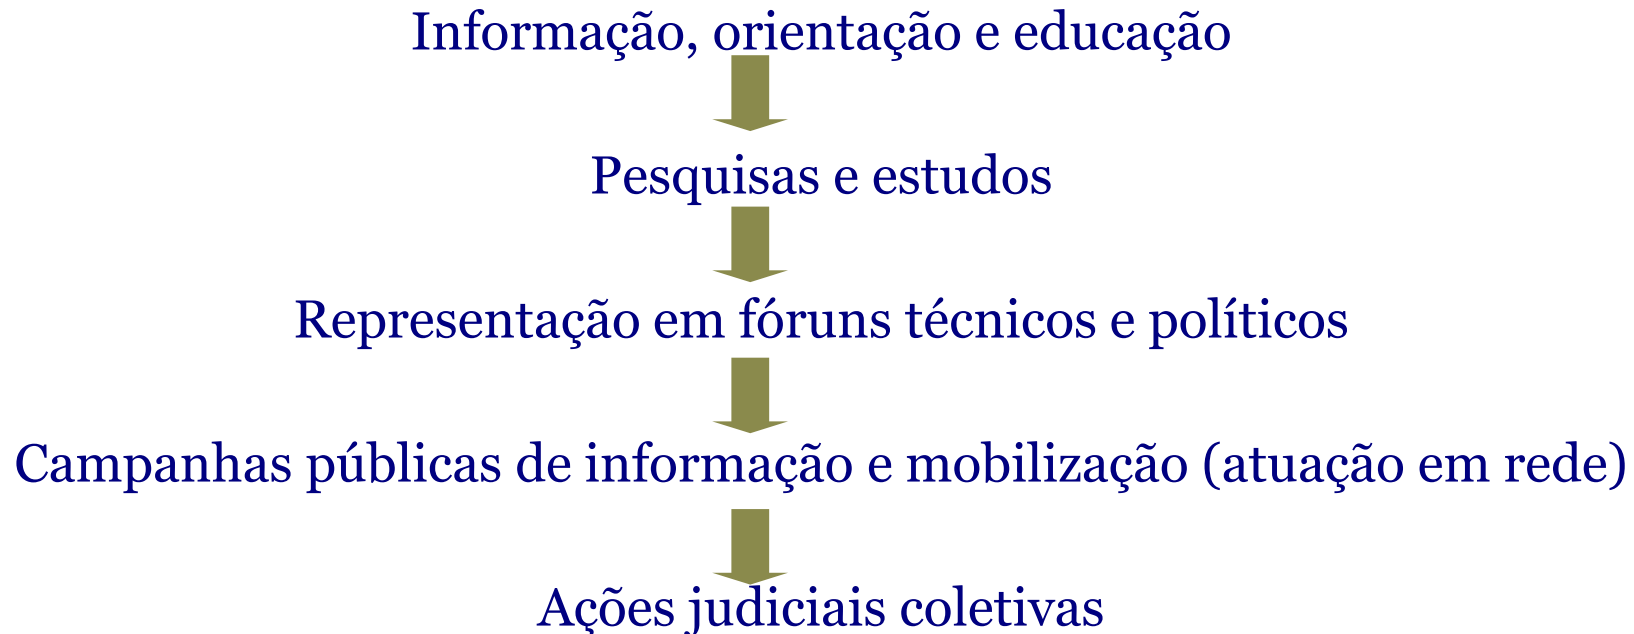 Informação, orientação e educação
Pesquisas e estudos
Representação em fóruns técnicos e políticos
Campanhas públicas de informação e mobilização (atuação em rede)
Ações judiciais coletivas